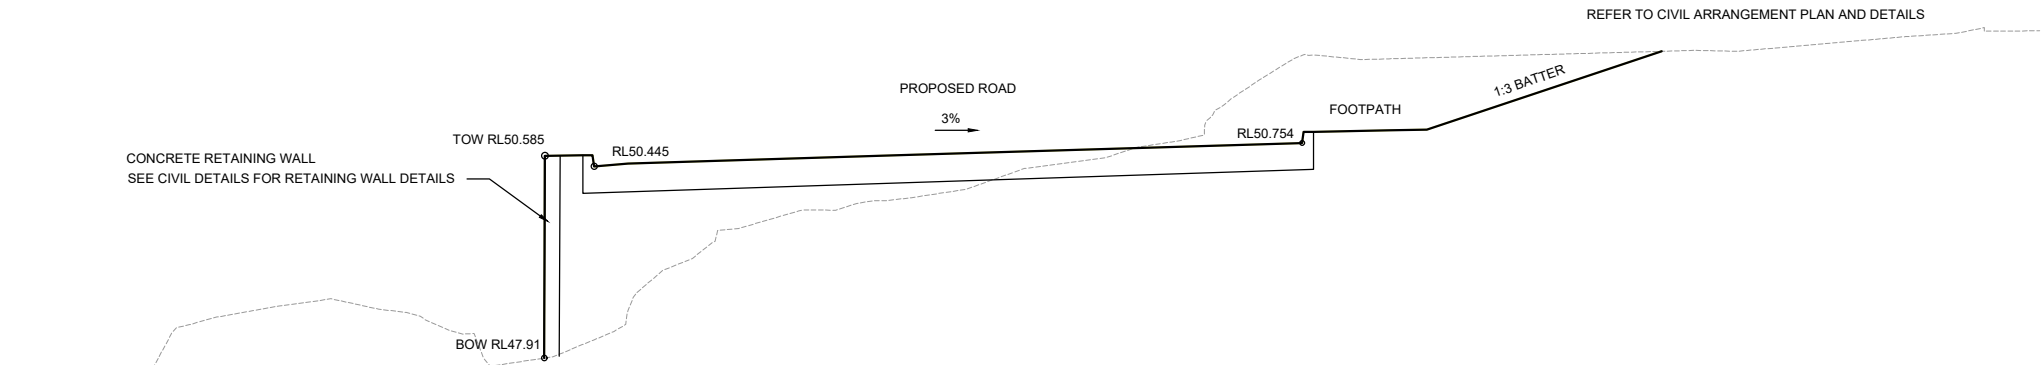 REFER TO CIVIL ARRANGEMENT PLAN AND DETAILS
1:3 BATTER
PROPOSED ROAD
FOOTPATH
3%
RL50.754
TOW RL50.585
RL50.445
CONCRETE RETAINING WALL
SEE CIVIL DETAILS FOR RETAINING WALL DETAILS
BOW RL47.91